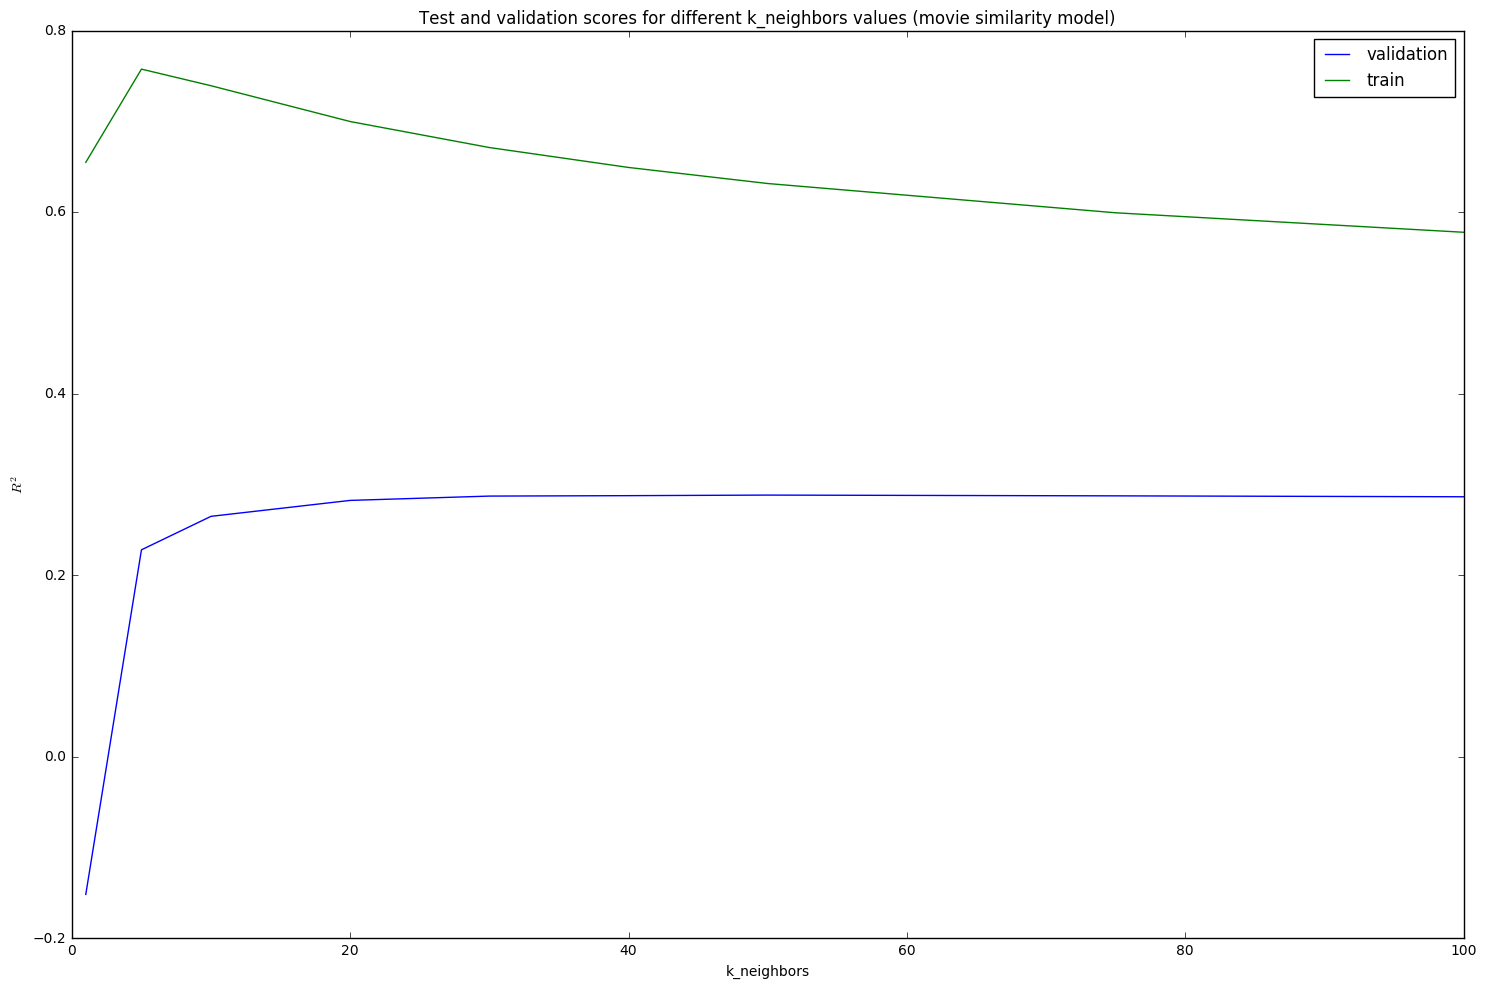 Test and validation scores for different k_neighbors values (movie similarity model)
validation
train
0.8
0.6
0.4
0.2
0.0
−0.2
R²
0 20 40 60 80 100
k_neighbors